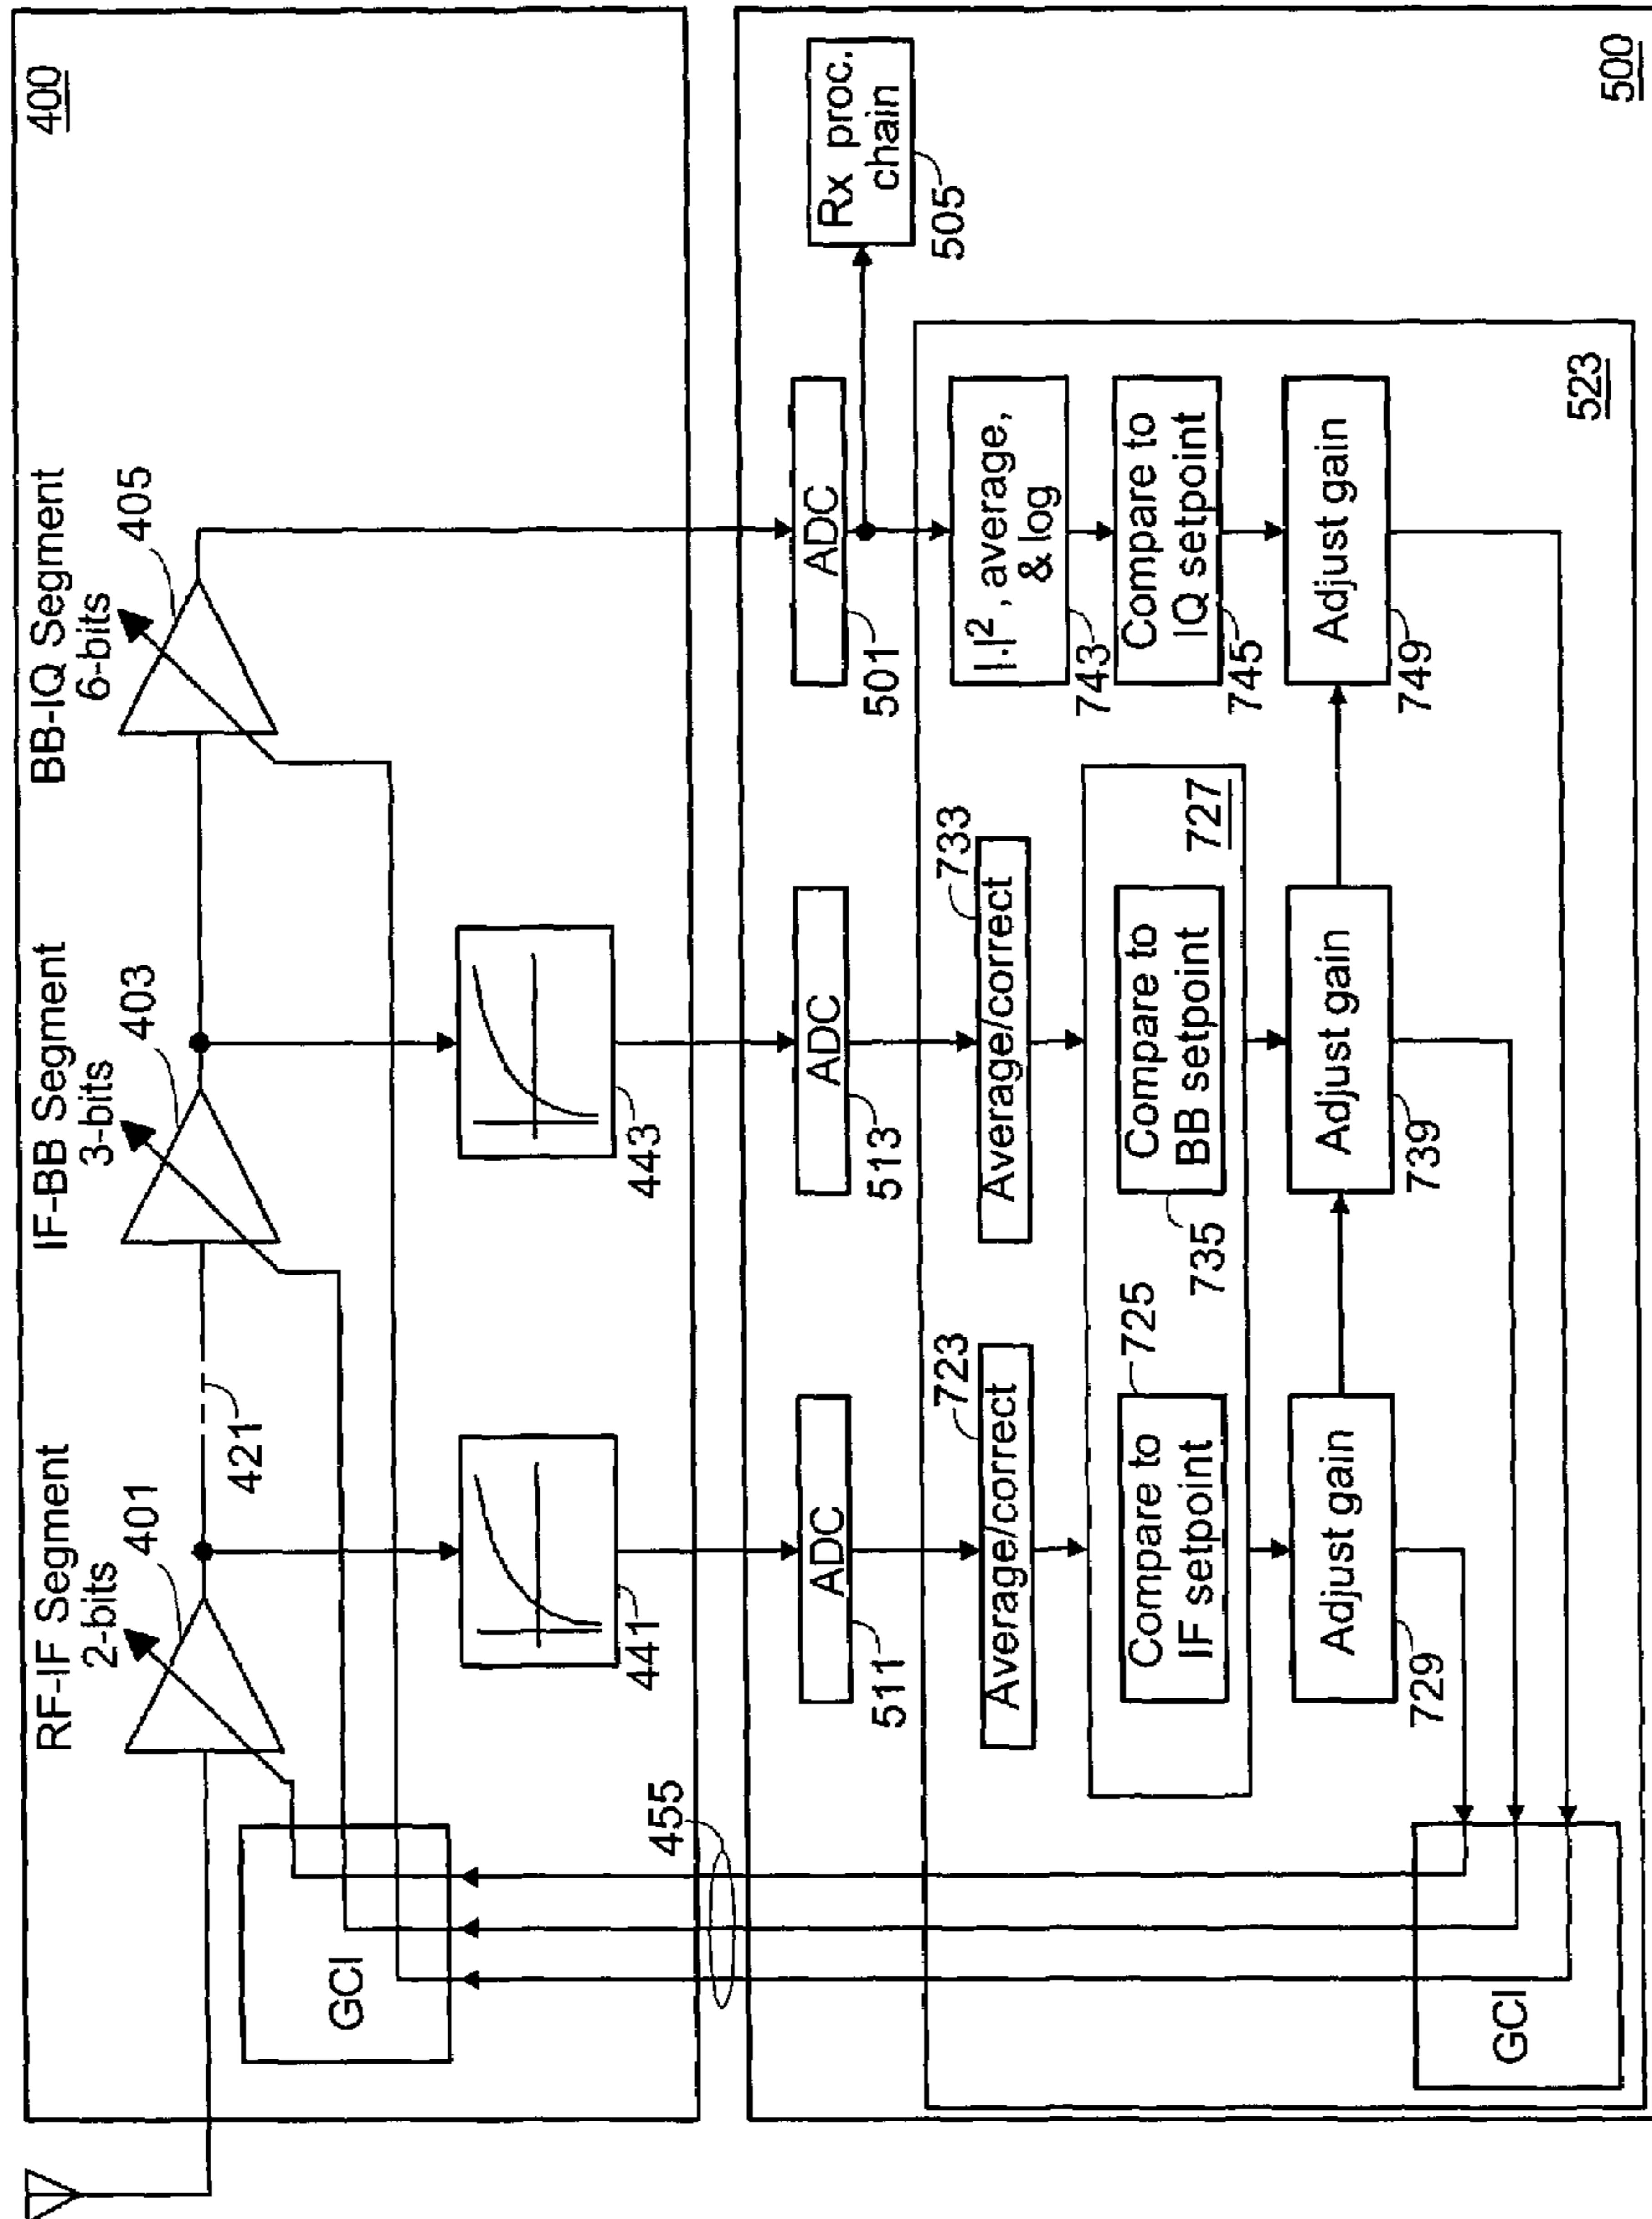 400
RF-IF Segment
2-bits
401
421
IF-BB Segment
3-bits
403
BB-IQ Segment
6-bits
405
GCI
441
443
455
500
ADC
511
ADC
513
ADC
501
Rx proc.
chain
505
523
Average/correct
723
Average/correct
733
|·|², average,
& log
743
727
Compare to
IF setpoint
725
Compare to
BB setpoint
735
Compare to
IQ setpoint
745
Adjust gain
729
Adjust gain
739
Adjust gain
749
GCI